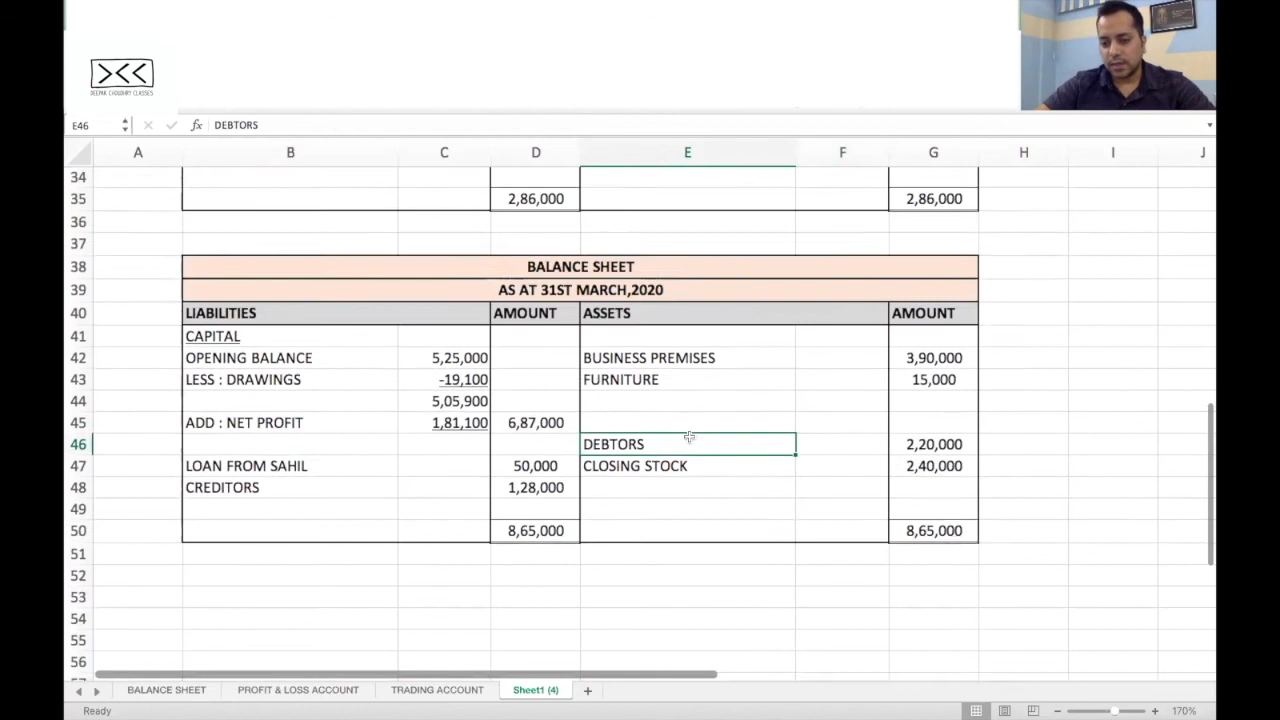 DEEPAK CHOUDHRY CLASSES
E46 fx DEBTORS
A B C D E F G H I J
34
35 2,86,000 2,86,000
36
37
38 BALANCE SHEET
39 AS AT 31ST MARCH,2020
40 LIABILITIES AMOUNT ASSETS AMOUNT
41 CAPITAL
42 OPENING BALANCE 5,25,000 BUSINESS PREMISES 3,90,000
43 LESS : DRAWINGS -19,100 FURNITURE 15,000
44 5,05,900
45 ADD : NET PROFIT 1,81,100 6,87,000
46 DEBTORS 2,20,000
47 LOAN FROM SAHIL 50,000 CLOSING STOCK 2,40,000
48 CREDITORS 1,28,000
49
50 8,65,000 8,65,000
51
52
53
54
55
56
BALANCE SHEET PROFIT & LOSS ACCOUNT TRADING ACCOUNT Sheet1 (4) +
Ready 170%